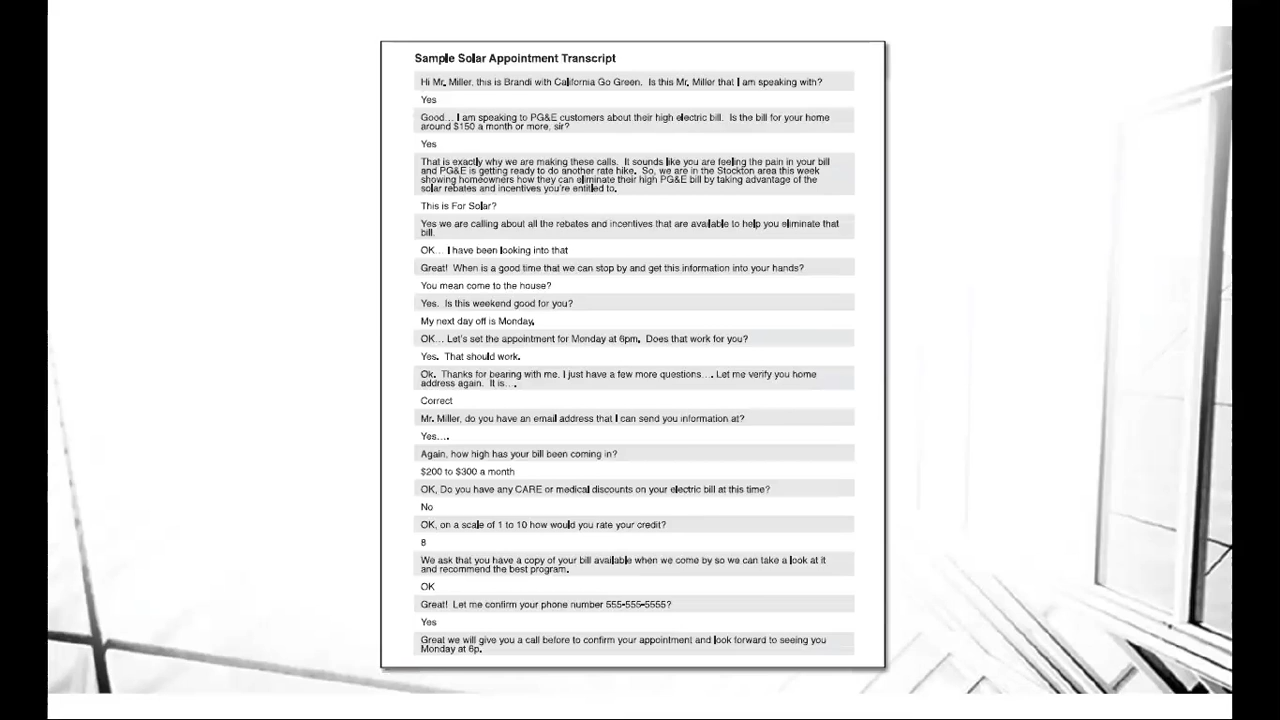 Sample Solar Appointment Transcript
Hi Mr. Miller, this is Brandi with California Go Green.  Is this Mr. Miller that I am speaking with?
Yes
Good... I am speaking to PG&E customers about their high electric bill.  Is the bill for your home
around $150 a month or more, sir?
Yes
That is exactly why we are making these calls.  It sounds like you are feeling the pain in your bill
and PG&E is getting ready to do another rate hike.  So, we are in the Stockton area this week
showing homeowners how they can eliminate their high PG&E bill by taking advantage of the
solar rebates and incentives you're entitled to.
This is For Solar?
Yes we are calling about all the rebates and incentives that are available to help you eliminate that
bill.
OK... I have been looking into that
Great!  When is a good time that we can stop by and get this information into your hands?
You mean come to the house?
Yes.  Is this weekend good for you?
My next day off is Monday.
OK... Let's set the appointment for Monday at 6pm.  Does that work for you?
Yes.  That should work.
Ok.  Thanks for bearing with me. I just have a few more questions.... Let me verify you home
address again.  It is....
Correct
Mr. Miller, do you have an email address that I can send you information at?
Yes....
Again, how high has your bill been coming in?
$200 to $300 a month
OK, Do you have any CARE or medical discounts on your electric bill at this time?
No
OK, on a scale of 1 to 10 how would you rate your credit?
8
We ask that you have a copy of your bill available when we come by so we can take a look at it
and recommend the best program.
OK
Great!  Let me confirm your phone number 555-555-5555?
Yes
Great we will give you a call before to confirm your appointment and look forward to seeing you
Monday at 6p.